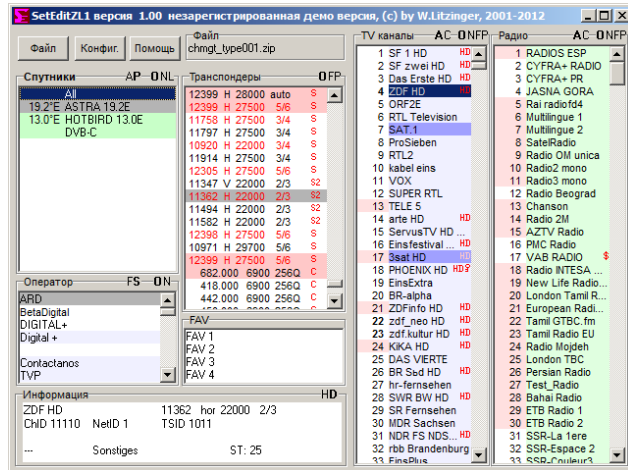 SetEditZL1 версия 1.00 незарегистрированная демо версия, (c) by W.Litzinger, 2001-2012
Файл
Конфиг.
Помощь
Файл
chmgt_type001.zip
Спутники AP ONL
All
19.2°E ASTRA 19.2E
13.0°E HOTBIRD 13.0E
DVB-C
Транспондеры OFP
12399 H 28000 auto S
12399 H 27500 5/6 S
11758 H 27500 3/4 S
11797 H 27500 3/4 S
10920 H 22000 3/4 S
11914 H 27500 3/4 S
12305 H 27500 5/6 S
11347 V 22000 2/3 S2
11362 H 22000 2/3 S2
11494 H 22000 2/3 S2
11582 H 22000 2/3 S2
12398 H 27500 5/6 S
10971 H 29700 5/6 S
12399 H 27500 5/6 S
682.000 6900 256Q C
418.000 6900 256Q C
442.000 6900 256Q C
Оператор FS ON
ARD
BetaDigital
DIGITAL+
Digital +
Contactanos
TVP
FAV
FAV 1
FAV 2
FAV 3
FAV 4
Информация HD
ZDF HD 11362 hor 22000 2/3
ChID 11110 NetID 1 TSID 1011
--- Sonstiges ST: 25
TV каналы AC ONFP
1 SF 1 HD HD
2 SF zwei HD HD
3 Das Erste HD HD
4 ZDF HD HD
5 ORF2E
6 RTL Television
7 SAT.1
8 ProSieben
9 RTL2
10 kabel eins
11 VOX
12 SUPER RTL
13 TELE 5
14 arte HD HD
15 ServusTV HD ...
16 Einsfestival ... HD
17 3sat HD HD
18 PHOENIX HD HD$
19 EinsExtra
20 BR-alpha
21 ZDFinfo HD HD
22 zdf_neo HD HD
23 zdf.kultur HD HD
24 KiKA HD HD
25 DAS VIERTE
26 BR Sьd HD HD
27 hr-fernsehen
28 SWR BW HD HD
29 SR Fernsehen
30 MDR Sachsen
31 NDR FS NDS... HD
32 rbb Brandenburg
33 EinsPlus
Радио AC ONFP
1 RADIOS ESP
2 CYFRA+ RADIO
3 CYFRA+ PR
4 JASNA GORA
5 Rai radiofd4
6 Multilingue 1
7 Multilingue 2
8 SatelRadio
9 Radio OM unica
10 Radio2 mono
11 Radio3 mono
12 Radio Beograd
13 Chanson
14 Radio 2M
15 AZTV Radio
16 PMC Radio
17 VAB RADIO $
18 Radio INTESA ...
19 New Life Radio...
20 London Tamil R...
21 European Radi...
22 Tamil GTBC.fm
23 Tamil Radio EU
24 Radio Mojdeh
25 London TBC
26 Persian Radio
27 Test_Radio
28 Bahai Radio
29 ETB Radio 1
30 ETB Radio 2
31 SSR-La 1ere
32 SSR-Espace 2
33 SSR-Couleur3